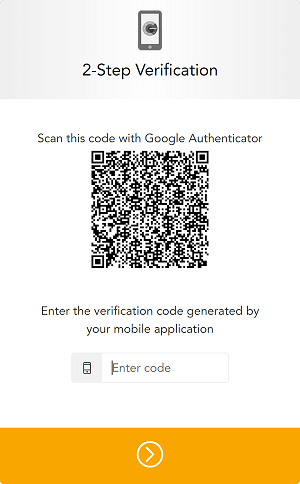 2-Step Verification
Scan this code with Google Authenticator
Enter the verification code generated by
your mobile application
Enter code